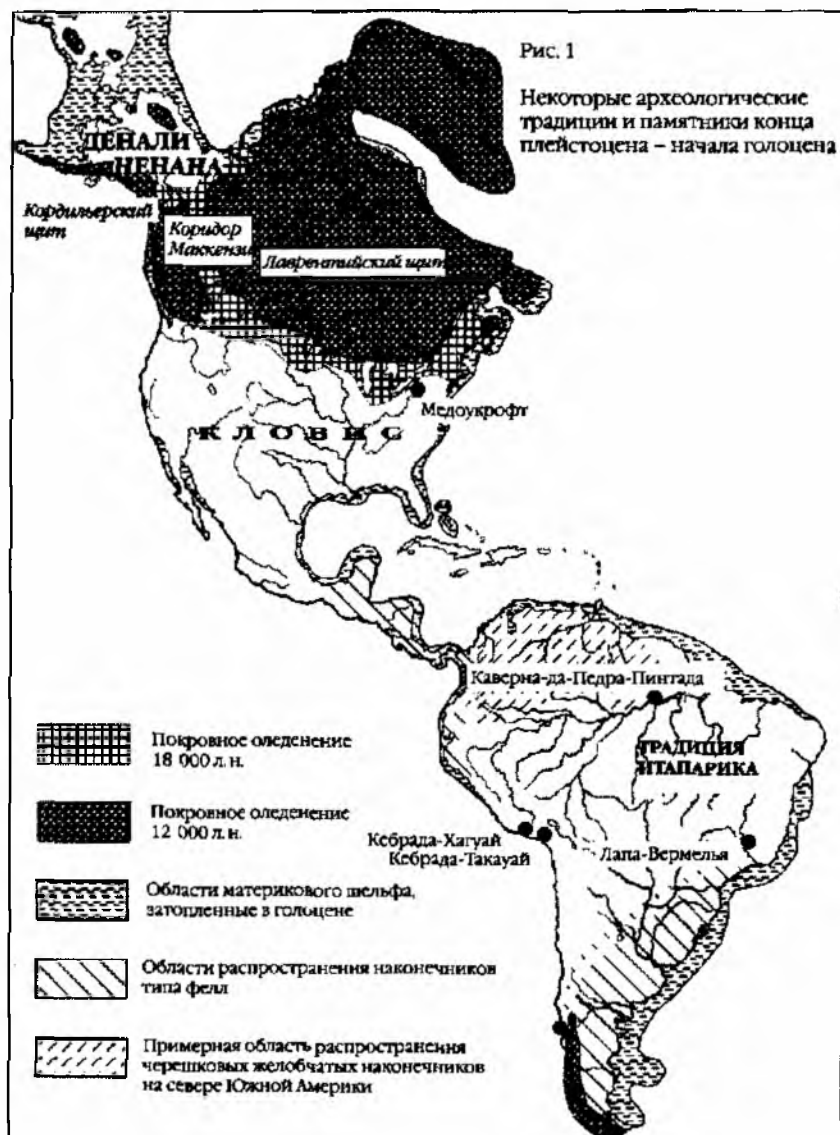 Рис. 1
Некоторые археологические
традиции и памятники конца
плейстоцена – начала голоцена
ДЕНАЛИ
НЕНАНА
Кордильерский
щит
Коридор
Маккензи
Лаврентийский щит
Медоукрофт
КЛОВИС
Каверна-да-Педра-Пинтада
ТРАДИЦИЯ
ИТАПАРИКА
Кебрада-Хагуай
Кебрада-Такауай
Лапа-Вермелья
Покровное оледенение
18 000 л. н.
Покровное оледенение
12 000 л. н.
Области материкового шельфа,
затопленные в голоцене
Области распространения наконечников
типа фелл
Примерная область распространения
черешковых желобчатых наконечников
на севере Южной Америки